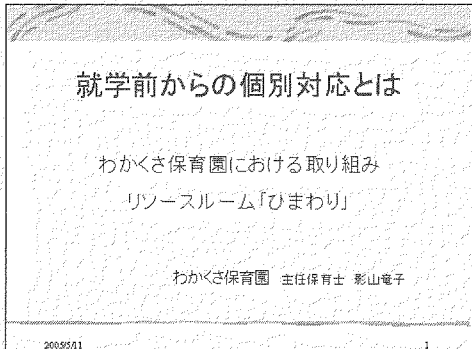 就学前からの個別対応とは
わかくさ保育園における取り組み
リソースルーム「ひまわり」
わかくさ保育園 主任保育士 影山竜子
2005/5/11 1